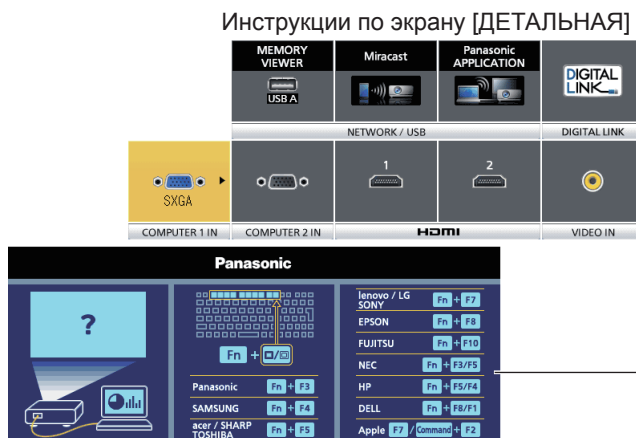 Инструкции по экрану [ДЕТАЛЬНАЯ]
MEMORY
VIEWER
Miracast
Panasonic
APPLICATION
USB A
DIGITAL
LINK
NETWORK / USB
DIGITAL LINK
SXGA
1
2
COMPUTER 1 IN
COMPUTER 2 IN
HDMI
VIDEO IN
Panasonic
?
Fn +
Panasonic Fn + F3
SAMSUNG Fn + F4
acer / SHARP
TOSHIBA Fn + F5
lenovo / LG
SONY Fn + F7
EPSON Fn + F8
FUJITSU Fn + F10
NEC Fn + F3/F5
HP Fn + F5/F4
DELL Fn + F8/F1
Apple F7 / Command + F2